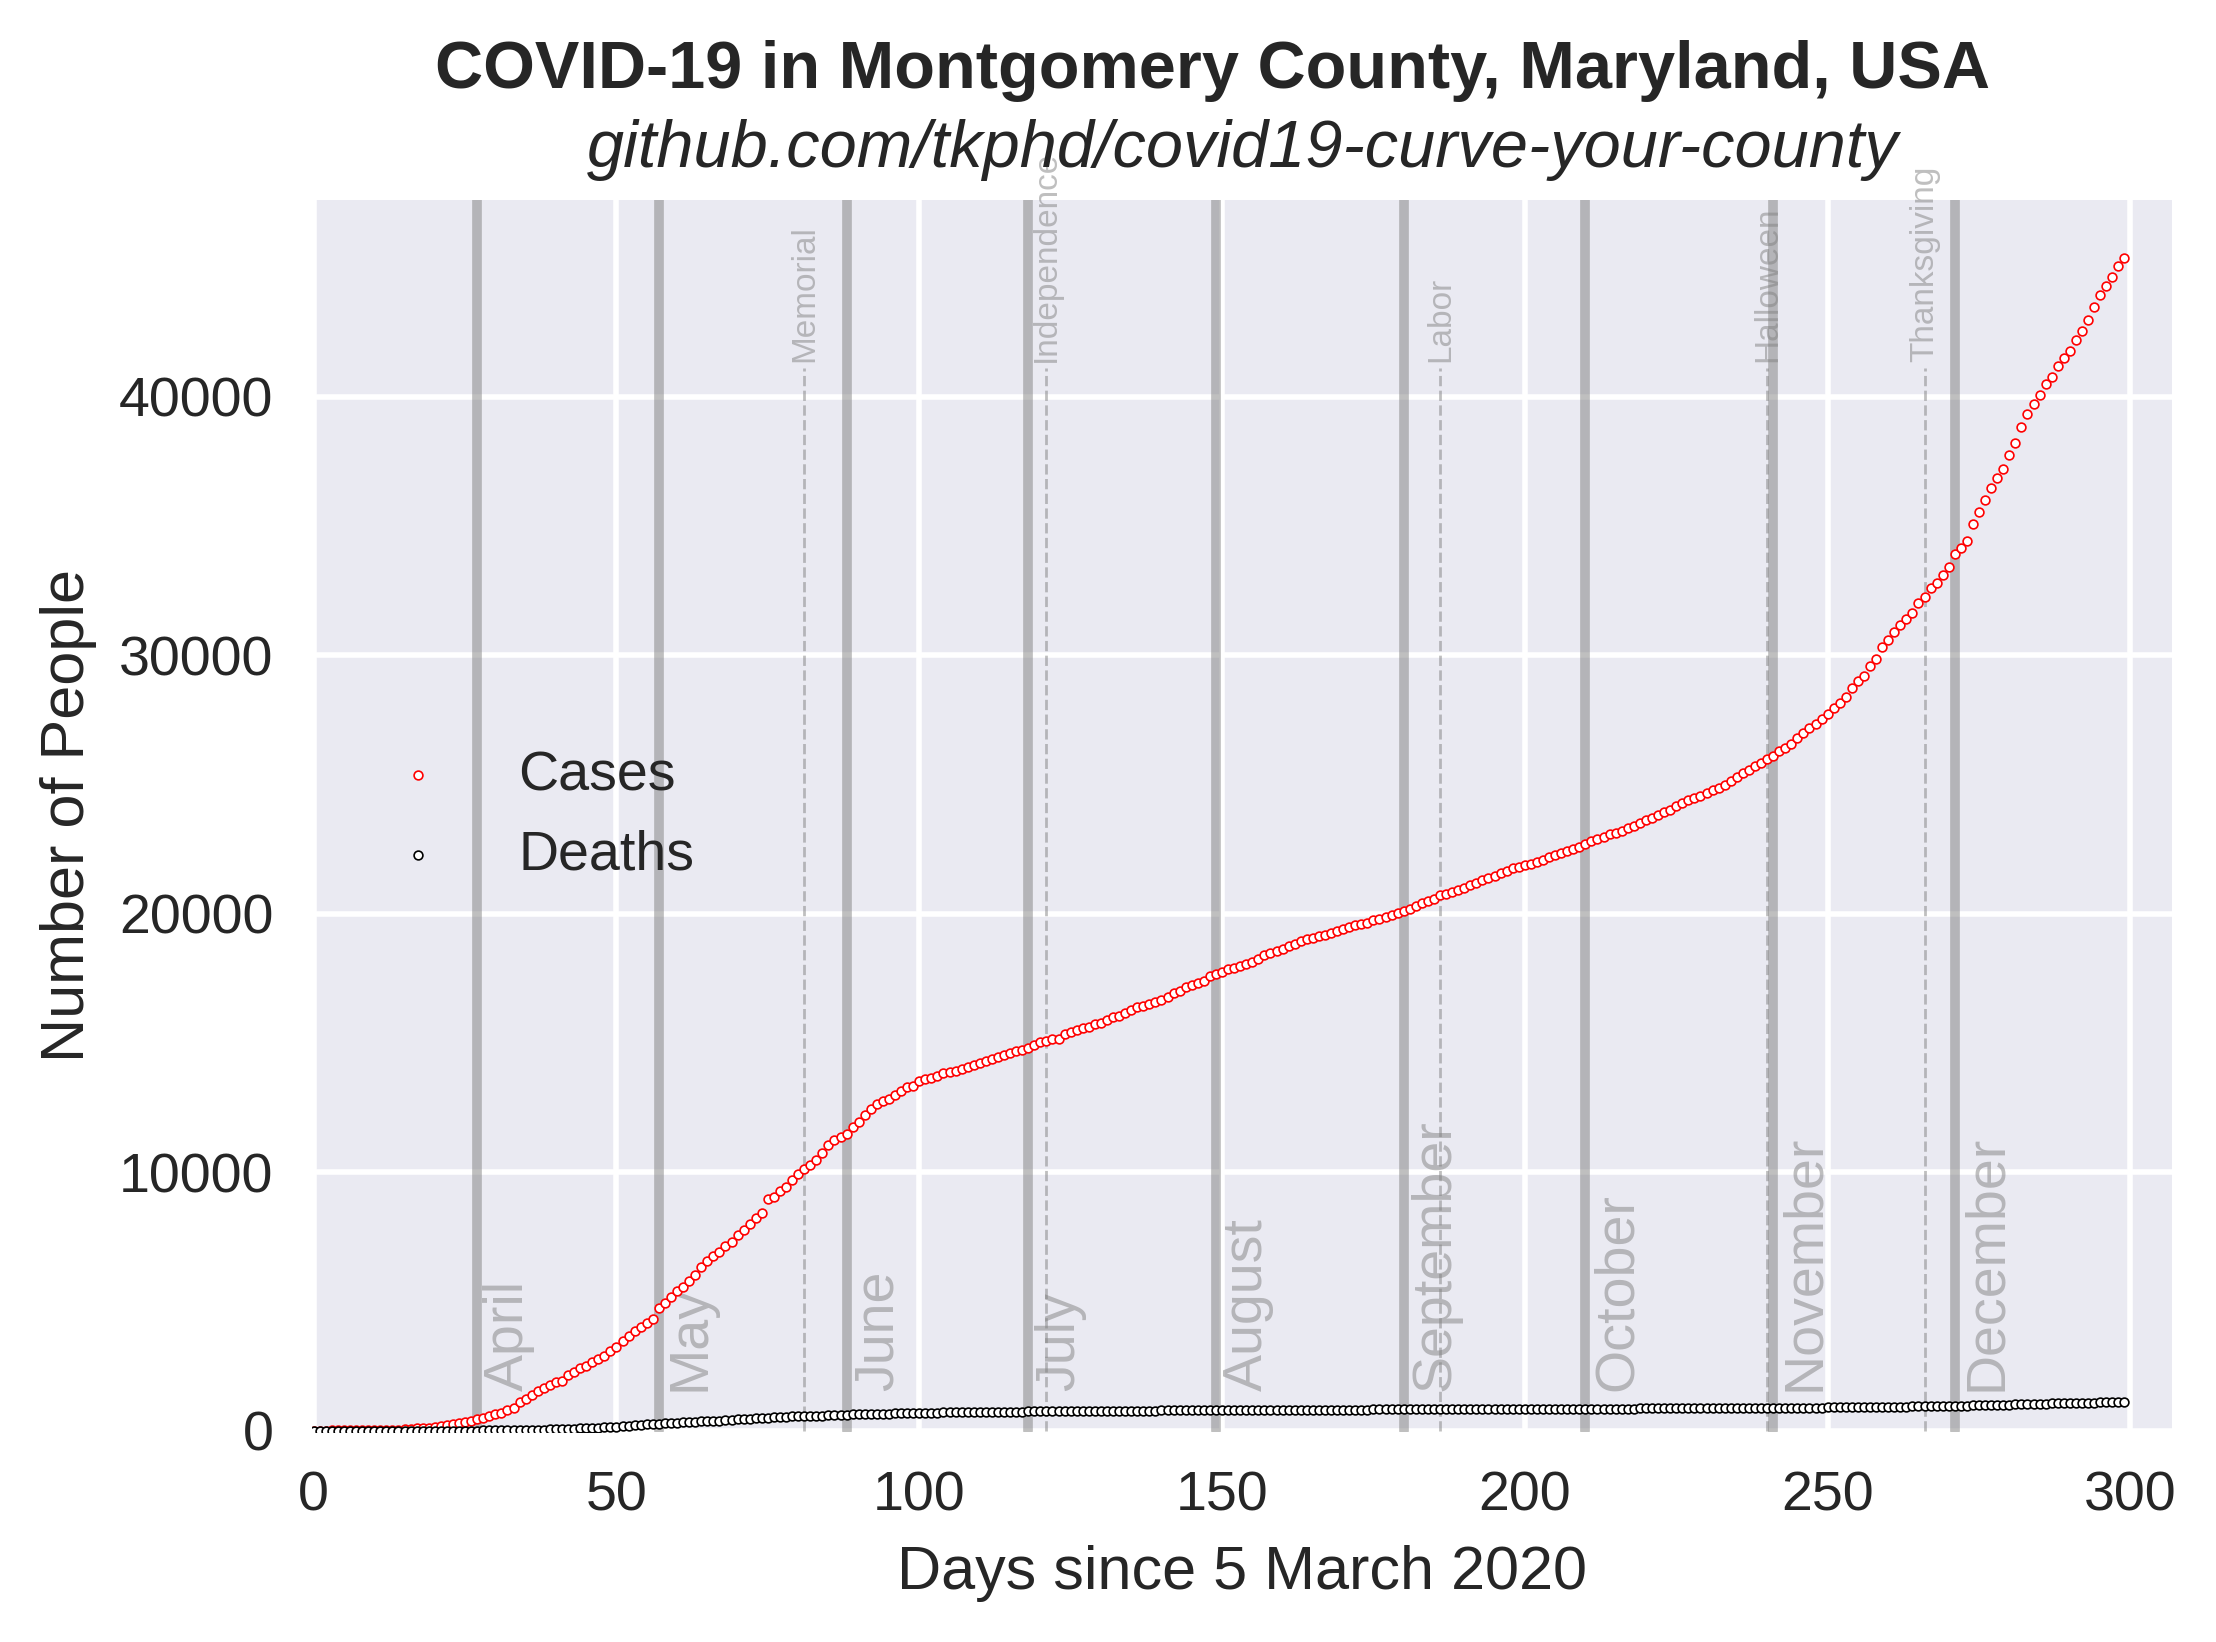 COVID-19 in Montgomery County, Maryland, USA
github.com/tkphd/covid19-curve-your-county
Memorial
Independence
Labor
Halloween
Thanksgiving
40000
30000
20000
10000
0
Number of People
Cases
Deaths
April
May
June
July
August
September
October
November
December
0
50
100
150
200
250
300
Days since 5 March 2020